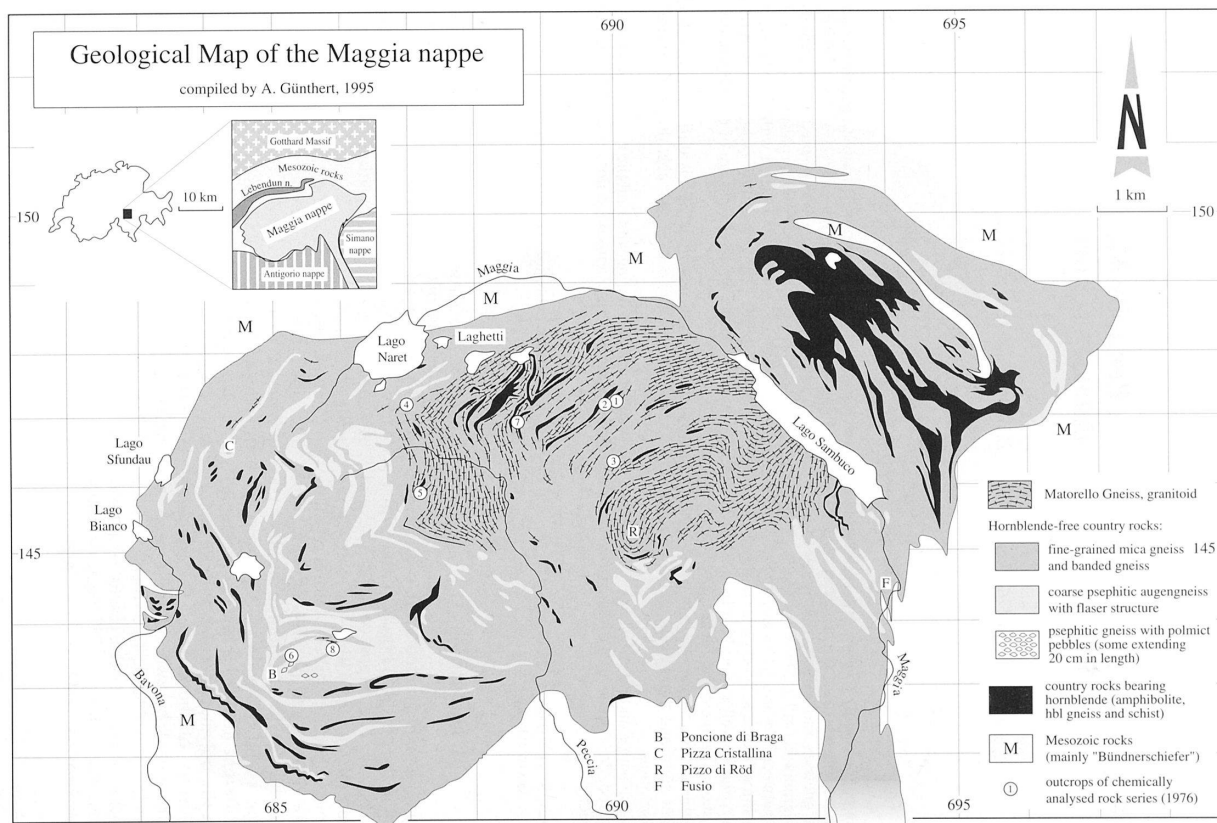 690
695
Geological Map of the Maggia nappe
compiled by A. Günthert, 1995
Gotthard Massif
Mesozoic rocks
Lebendun n.
Maggia nappe
Simano
nappe
Antigorio nappe
10 km
N
1 km
150
150
M
M
M
M
Maggia
M
M
Lago
Naret
Laghetti
4
2
1
7
3
5
C
Lago
Sfundau
Lago
Bianco
Lago Sambuco
M
R
145
F
6
8
B
M
Bavona
Peccia
Maggia
B Poncione di Braga
C Pizza Cristallina
R Pizzo di Röd
F Fusio
685
690
695
Matorello Gneiss, granitoid
Hornblende-free country rocks:
fine-grained mica gneiss 145
and banded gneiss
coarse psephitic augengneiss
with flaser structure
psephitic gneiss with polmict
pebbles (some extending
20 cm in length)
country rocks bearing
hornblende (amphibolite,
hbl gneiss and schist)
M Mesozoic rocks
(mainly "Bündnerschiefer")
1 outcrops of chemically
analysed rock series (1976)